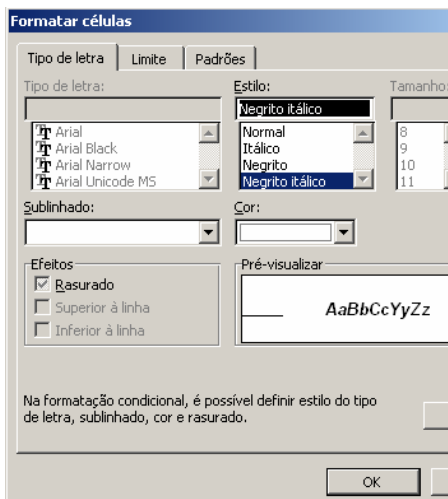 Formatar células
Tipo de letra Limite Padrões
Tipo de letra: Estilo: Tamanho:
Negrito itálico
Arial Normal 8
Arial Black Itálico 9
Arial Narrow Negrito 10
Arial Unicode MS Negrito itálico 11
Sublinhado: Cor:
Efeitos Pré-visualizar
Rasurado
Superior à linha AaBbCcYyZz
Inferior à linha
Na formatação condicional, é possível definir estilo do tipo
de letra, sublinhado, cor e rasurado.
OK